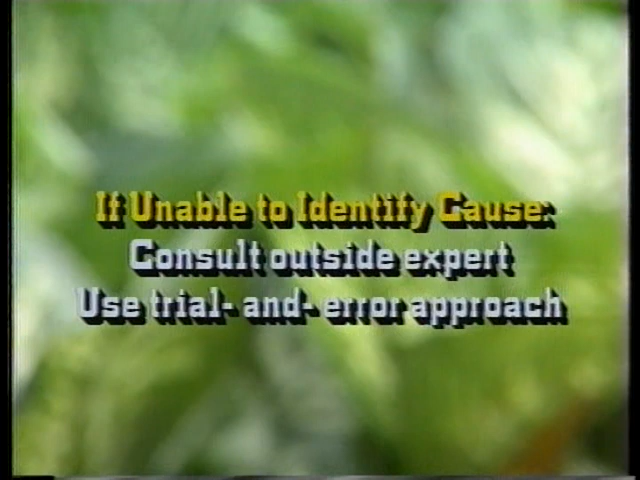 If Unable to Identify Cause:
Consult outside expert
Use trial- and- error approach